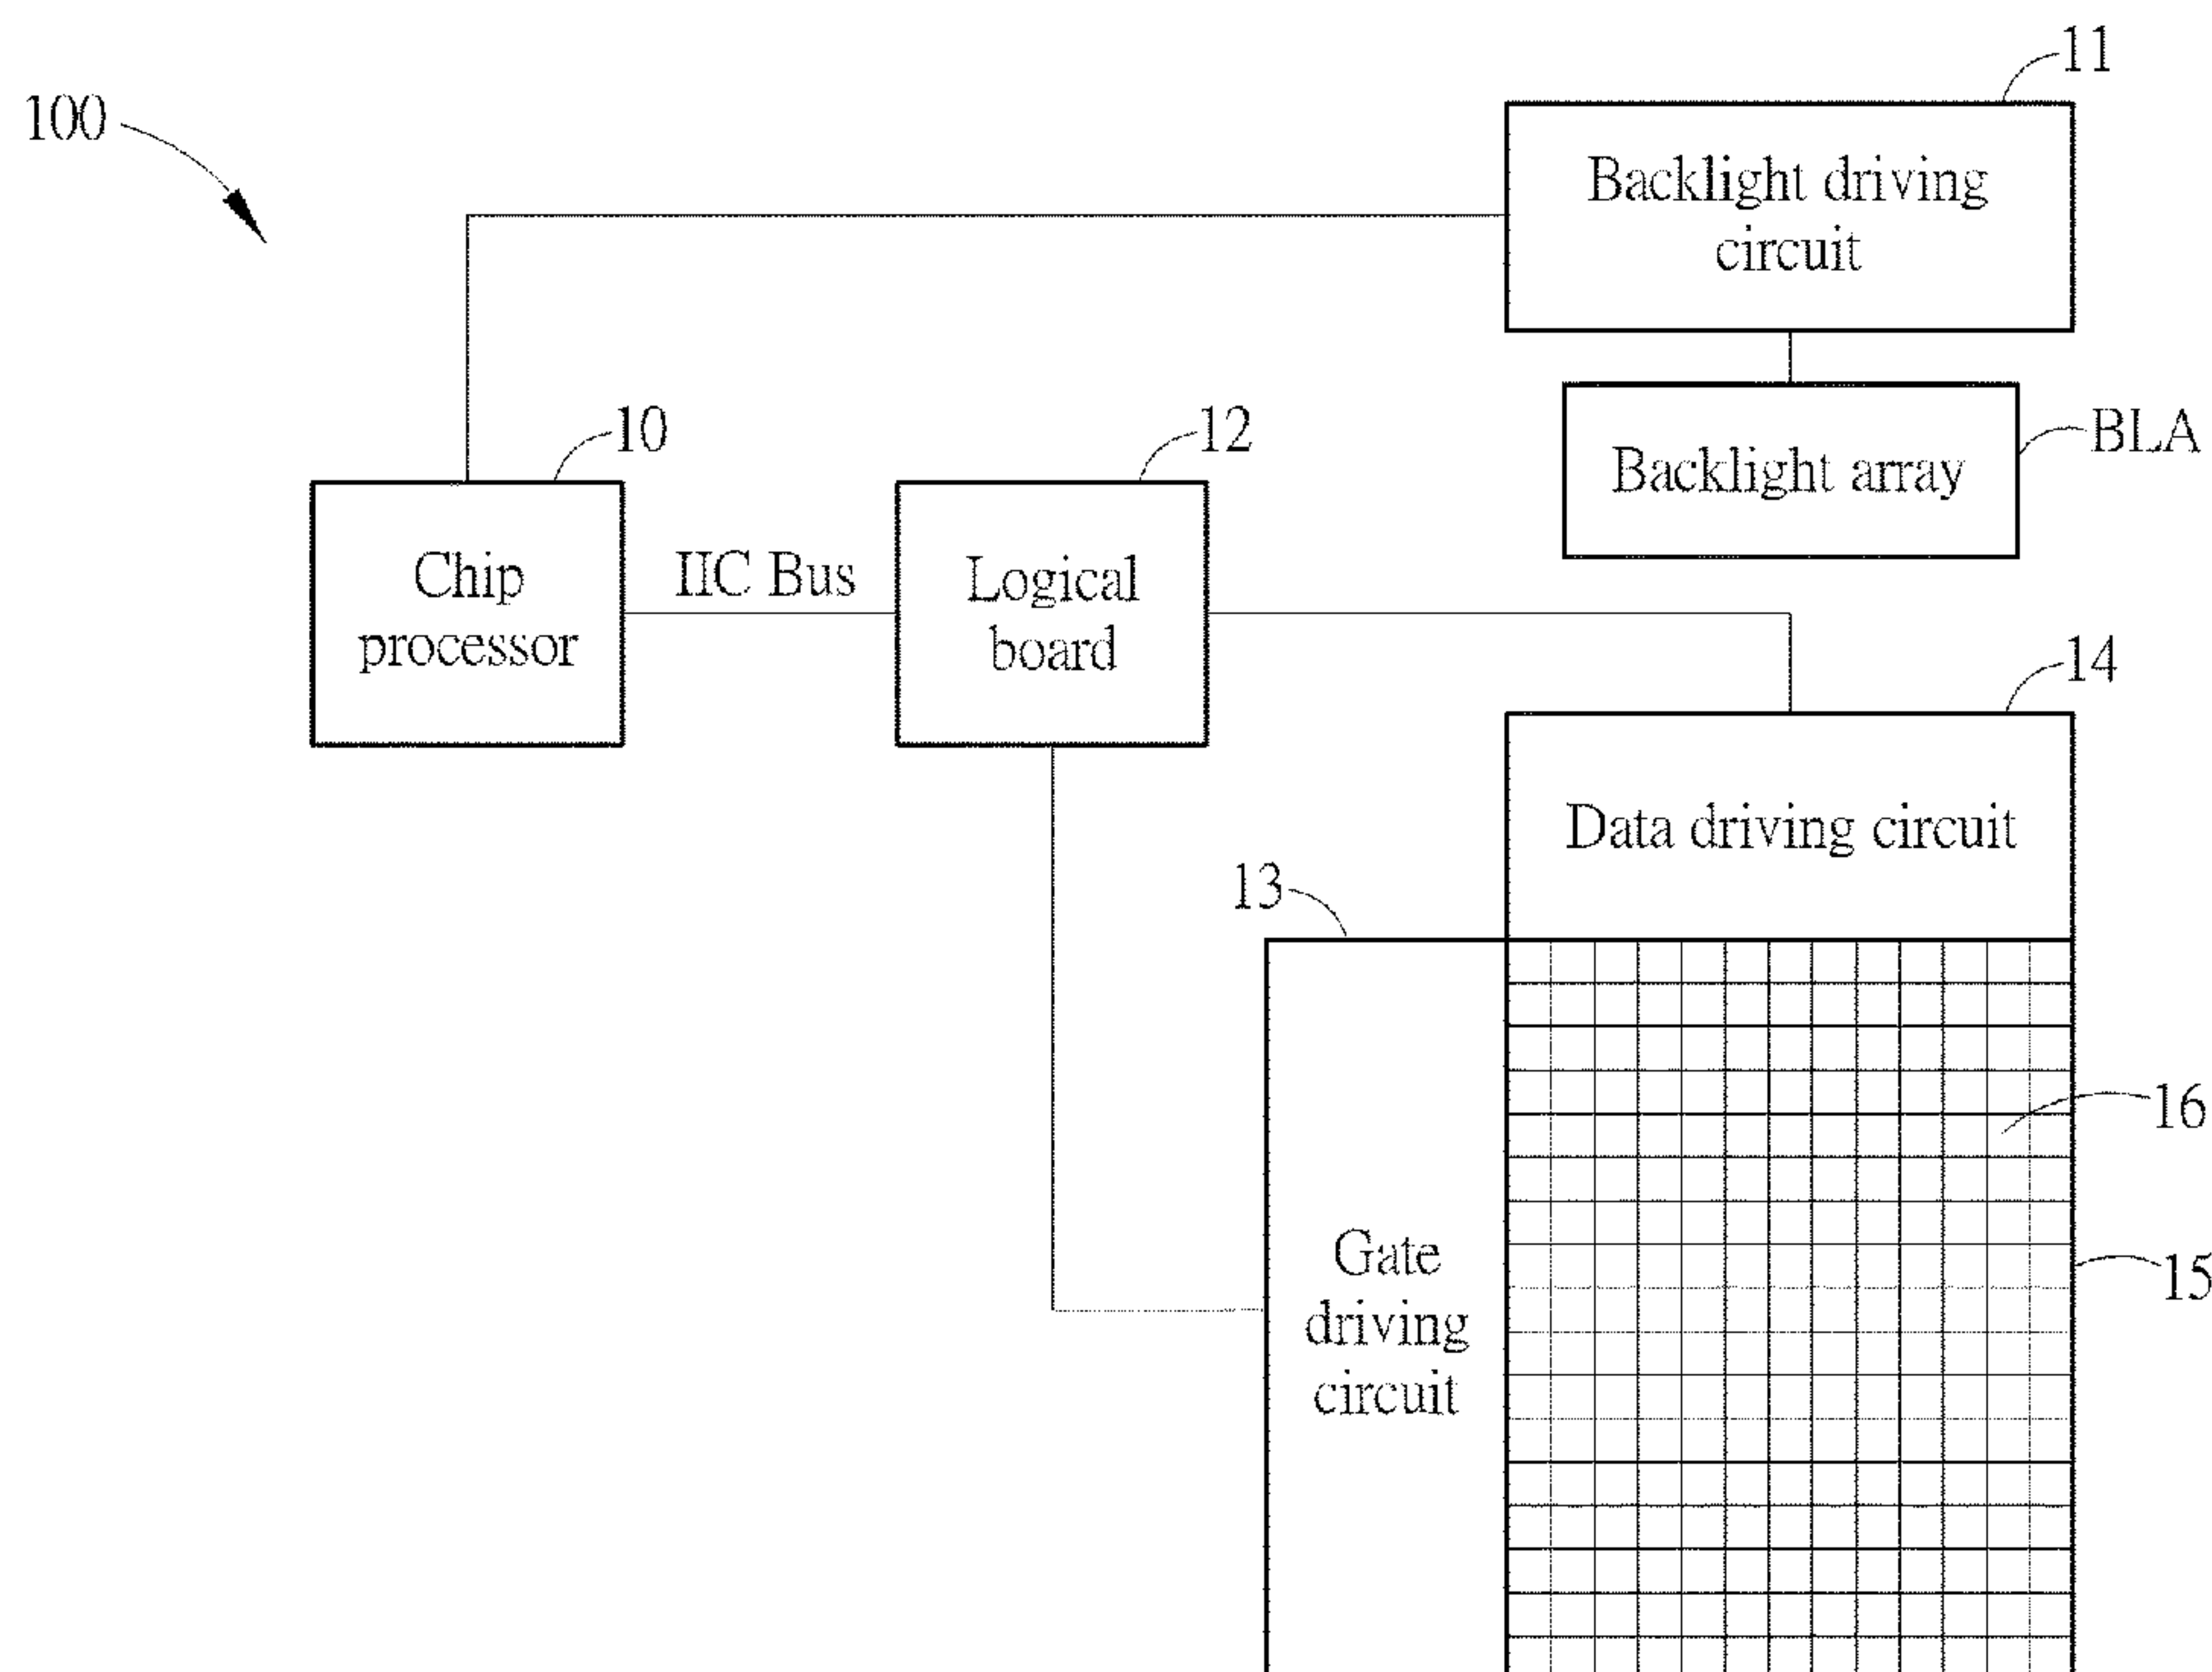 11
100
Backlight driving
circuit
10
12
BLA
Backlight array
Chip
processor
IIC Bus
Logical
board
14
Data driving circuit
13
16
Gate
driving
circuit
15